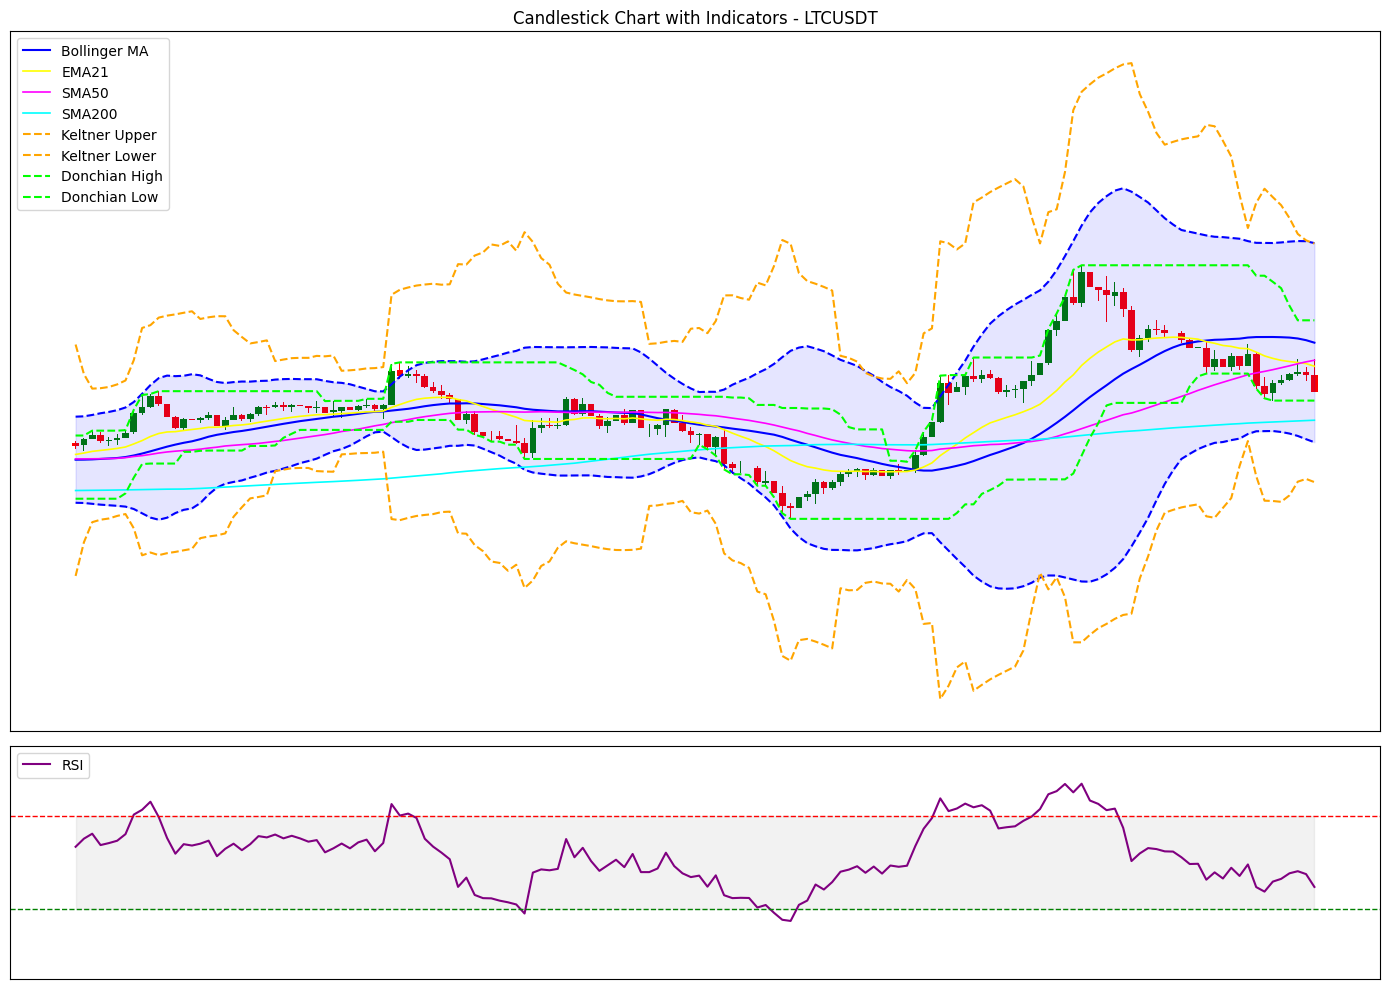 Candlestick Chart with Indicators - LTCUSDT
Bollinger MA
EMA21
SMA50
SMA200
Keltner Upper
Keltner Lower
Donchian High
Donchian Low
RSI